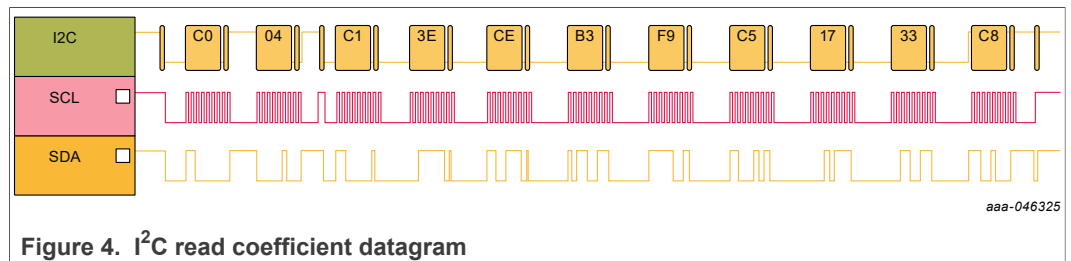 I2C C0 04 C1 3E CE B3 F9 C5 17 33 C8
SCL
SDA
aaa-046325
Figure 4. I²C read coefficient datagram